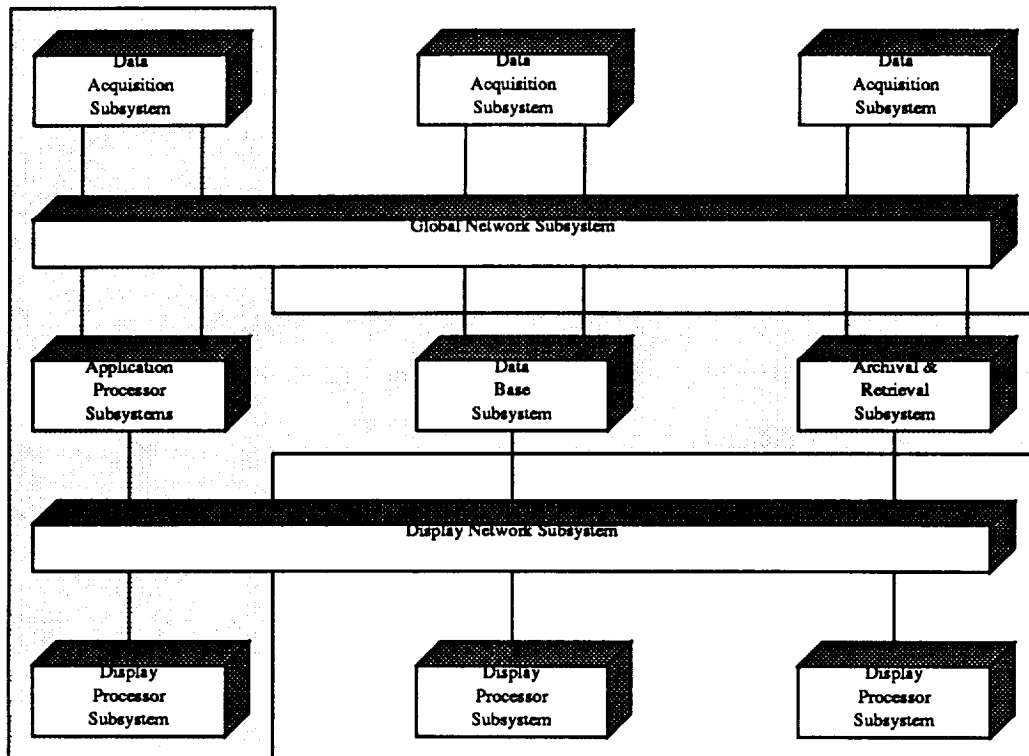 Data
Acquisition
Subsystem
Data
Acquisition
Subsystem
Data
Acquisition
Subsystem
Global Network Subsystem
Application
Processor
Subsystems
Data
Base
Subsystem
Archival &
Retrieval
Subsystem
Display Network Subsystem
Display
Processor
Subsystem
Display
Processor
Subsystem
Display
Processor
Subsystem